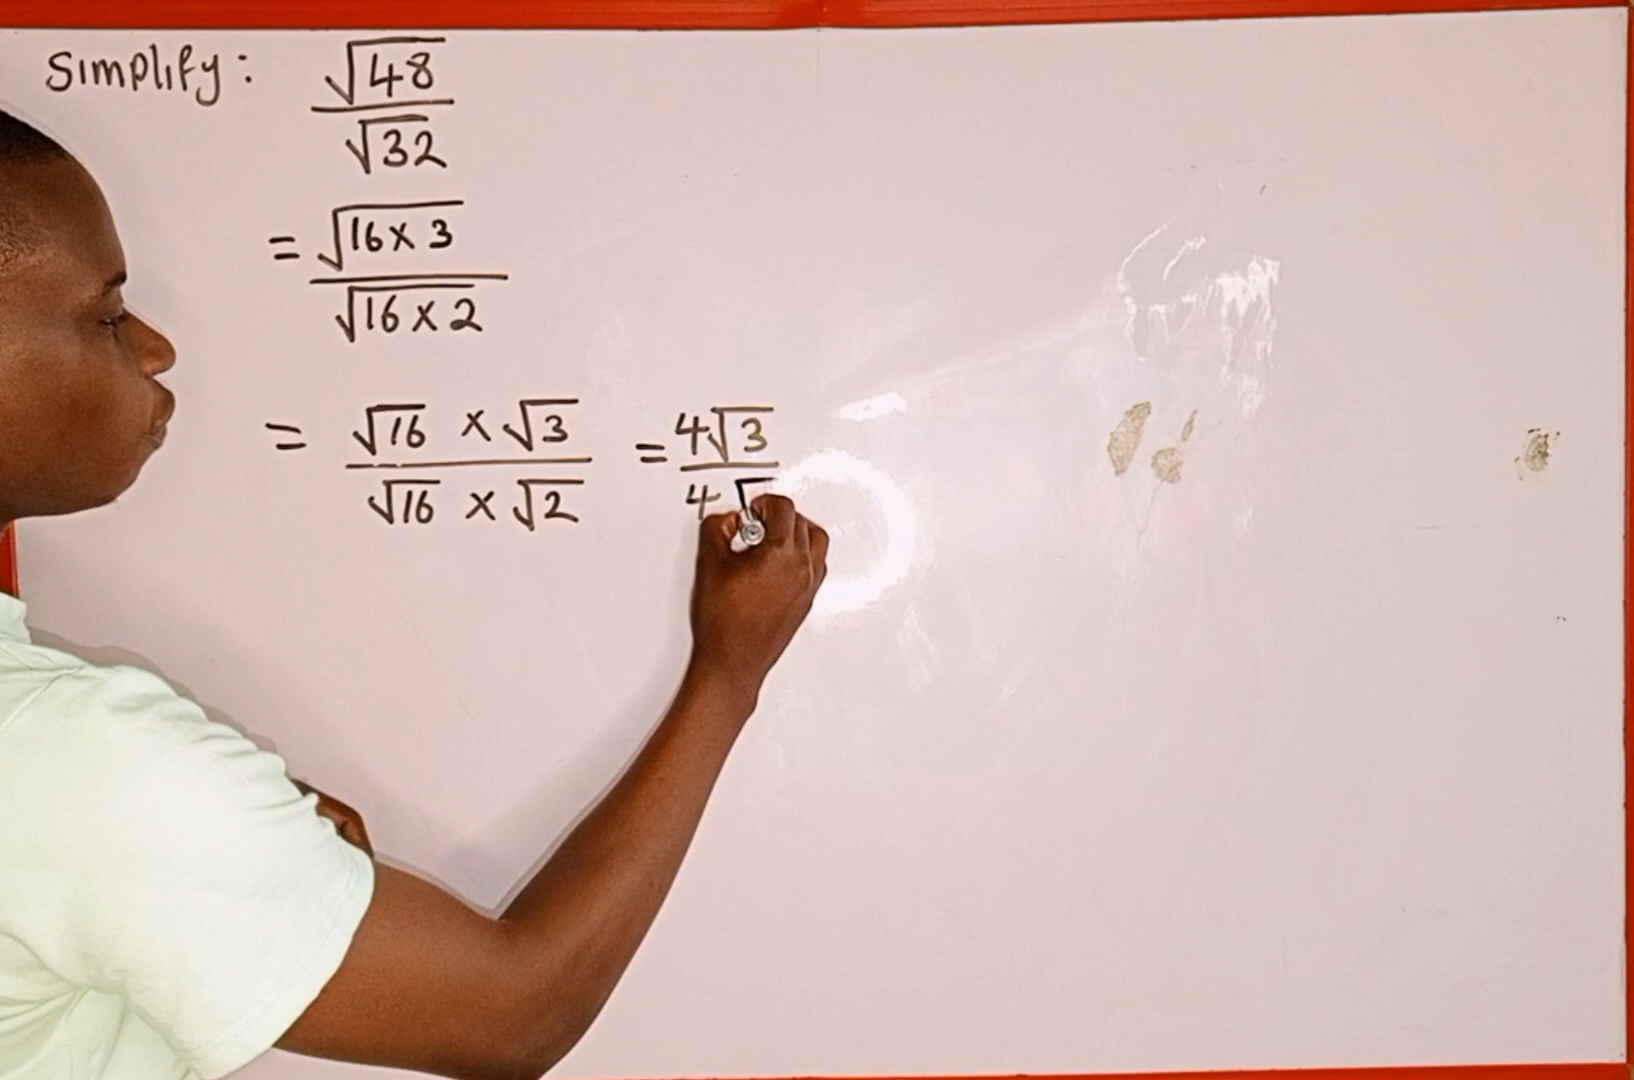 Simplify: √48 / √32
= √16 × 3 / √16 × 2
= √16 × √3 / √16 × √2 = 4√3 / 4√